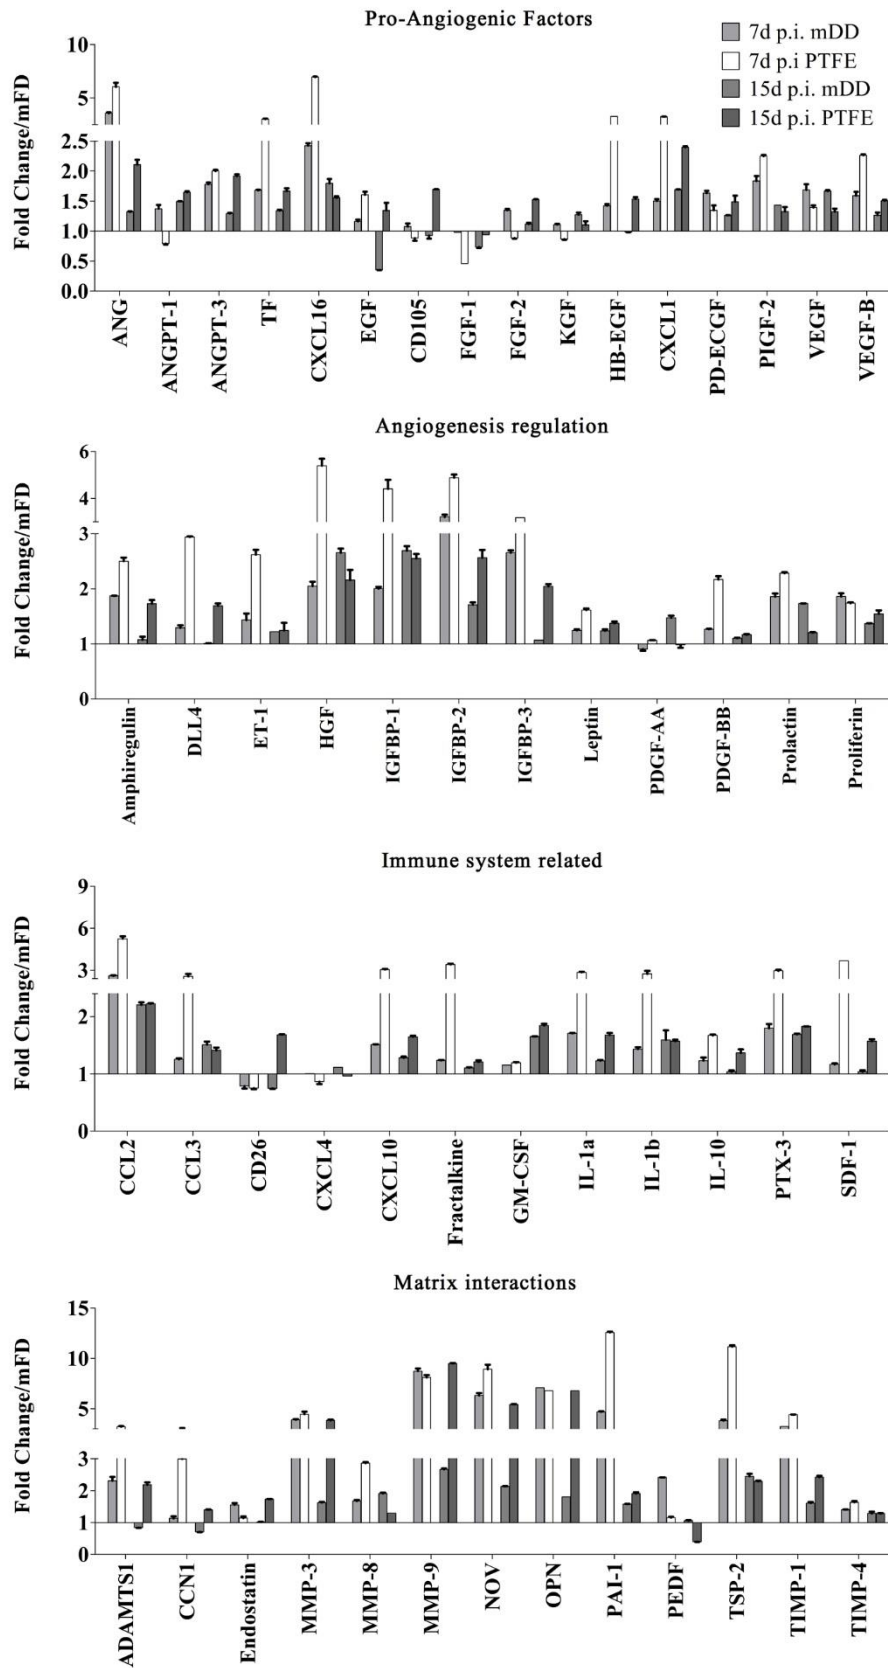 Pro-Angiogenic Factors
7d p.i. mDD
7d p.i PTFE
15d p.i. mDD
15d p.i. PTFE
Fold Change/mFD
10
5
2.5
2.0
1.5
1.0
0.5
0.0
ANG
ANGPT-1
ANGPT-3
TF
CXCL16
EGF
CD105
FGF-1
FGF-2
KGF
HB-EGF
CXCL1
PD-ECGF
PIGF-2
VEGF
VEGF-B
Angiogenesis regulation
Fold Change/mFD
6
4
3
2
1
0
Amphiregulin
DLL4
ET-1
HGF
IGFBP-1
IGFBP-2
IGFBP-3
Leptin
PDGF-AA
PDGF-BB
Prolactin
Proliferin
Immune system related
Fold Change/mFD
9
6
3
2
1
0
CCL2
CCL3
CD26
CXCL4
CXCL10
Fractalkine
GM-CSF
IL-1a
IL-1b
IL-10
PTX-3
SDF-1
Matrix interactions
Fold Change/mFD
15
10
5
3
2
1
0
ADAMTS1
CCN1
Endostatin
MMP-3
MMP-8
MMP-9
NOV
OPN
PAI-1
PEDF
TSP-2
TIMP-1
TIMP-4